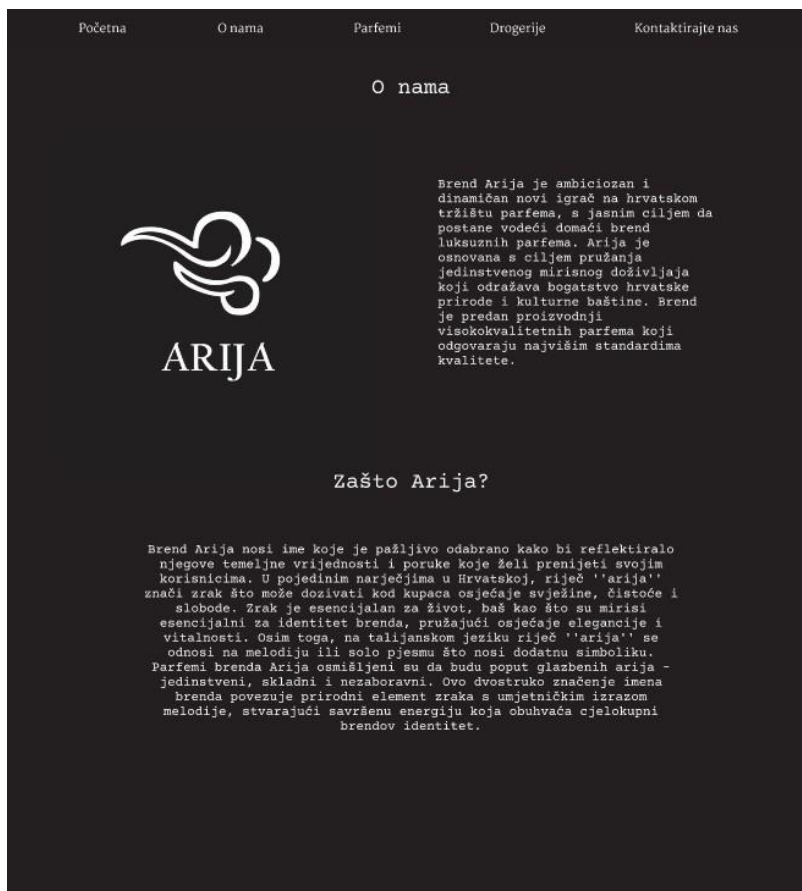 Početna O nama Parfemi Drogerije Kontaktirajte nas
O nama
ARIJA
Brend Arija je ambiciozan i
dinamičan novi igrač na hrvatskom
tržištu parfema, s jasnim ciljem da
postane vodeći domaći brend
luksuznih parfema. Arija je
osnovana s ciljem pružanja
jedinstvenog mirisnog doživljaja
koji odražava bogatstvo hrvatske
prirode i kulturne baštine. Brend
je predan proizvodnji
visokokvalitetnih parfema koji
odgovaraju najvišim standardima
kvalitete.
Zašto Arija?
Brend Arija nosi ime koje je pažljivo odabrano kako bi reflektiralo
njegove temeljne vrijednosti i poruke koje želi prenijeti svojim
korisnicima. U pojedinim narječjima u Hrvatskoj, riječ ''arija''
znači zrak što može dozivati kod kupaca osjećaje svježine, čistoće i
slobode. Zrak je esencijalan za život, baš kao što su mirisi
esencijalni za identitet brenda, pružajući osjećaje elegancije i
vitalnosti. Osim toga, na talijanskom jeziku riječ ''arija'' se
odnosi na melodiju ili solo pjesmu što nosi dodatnu simboliku.
Parfemi brenda Arija osmišljeni su da budu poput glazbenih arija -
jedinstveni, skladni i nezaboravni. Ovo dvostruko značenje imena
brenda povezuje prirodni element zraka s umjetničkim izrazom
melodije, stvarajući savršenu energiju koja obuhvaća cjelokupni
brendov identitet.